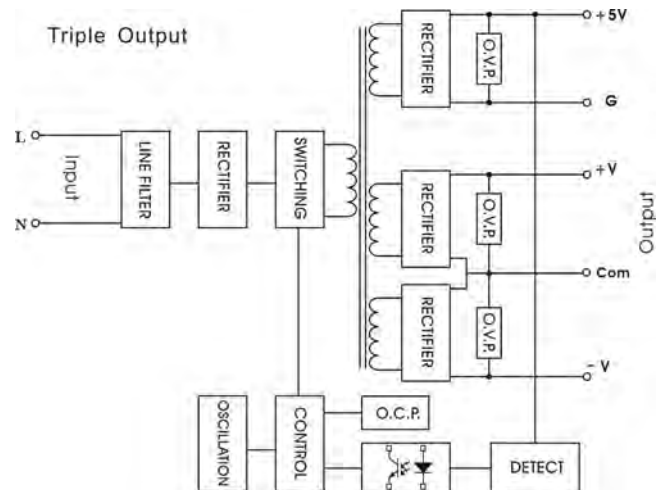 Triple Output
L
N
Input
LINE FILTER
RECTIFIER
SWITCHING
RECTIFIER
O.V.P.
+5V
G
RECTIFIER
O.V.P.
+V
Com
RECTIFIER
O.V.P.
- V
Output
OSCILLATION
CONTROL
O.C.P.
DETECT